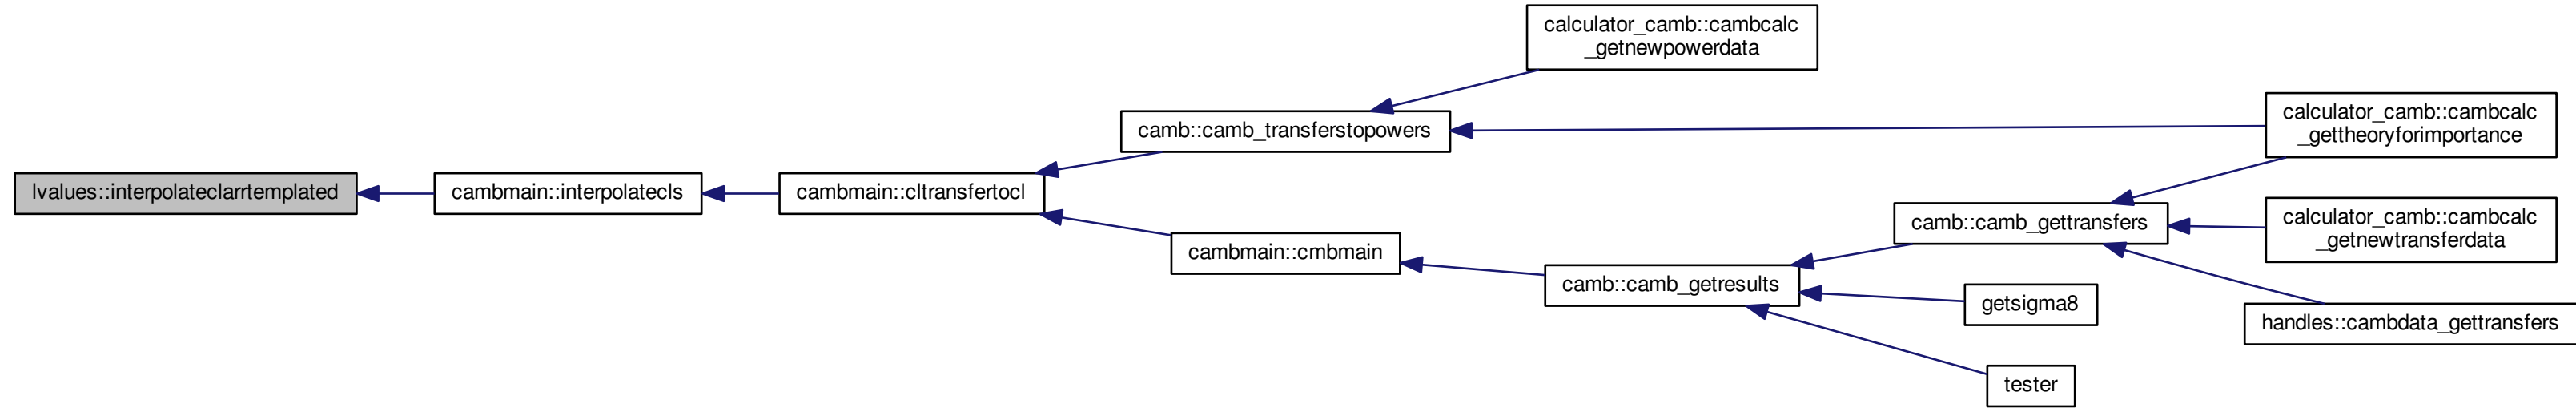 calculator_camb::cambcalc
_getnewpowerdata
calculator_camb::cambcalc
_gettheoryforimportance
camb::camb_transferstopowers
lvalues::interpolateclarrtemplated
cambmain::interpolatecls
cambmain::cltransfertocl
camb::camb_gettransfers
calculator_camb::cambcalc
_getnewtransferdata
cambmain::cmbmain
camb::camb_getresults
getsigma8
handles::cambdata_gettransfers
tester